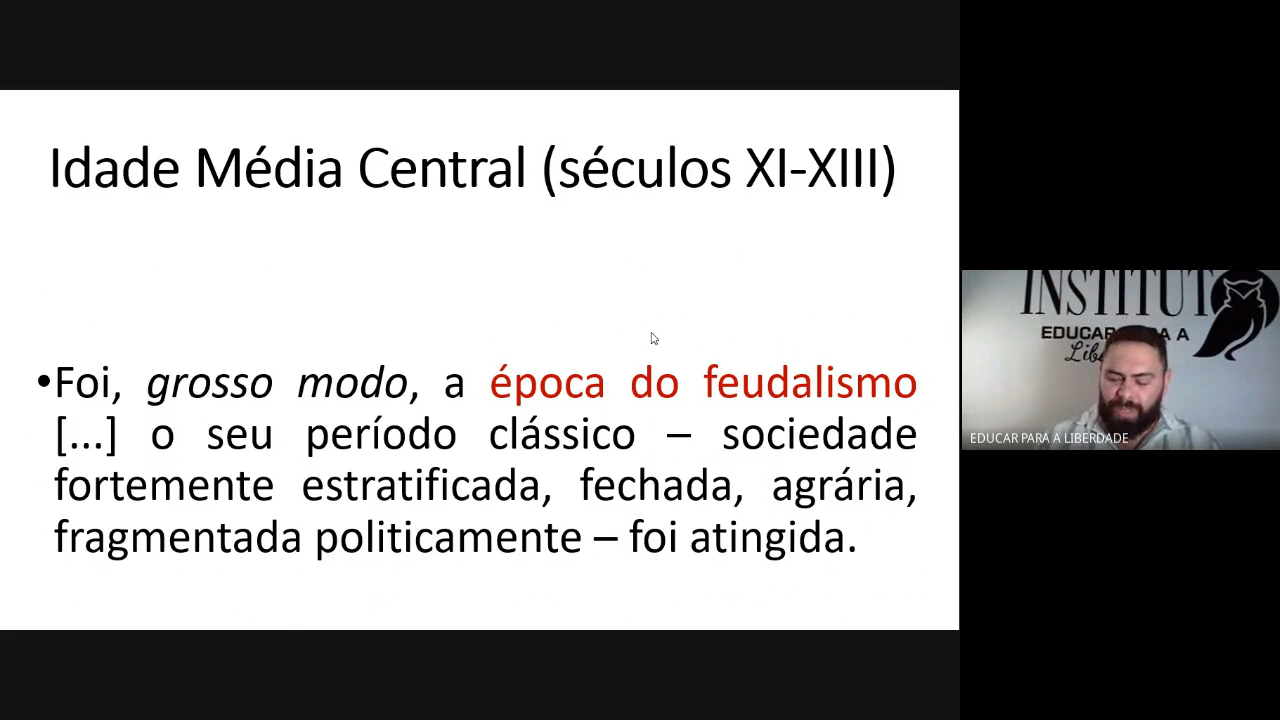 Idade Média Central (séculos XI-XIII)
•Foi, grosso modo, a época do feudalismo
[...] o seu período clássico – sociedade
fortemente estratificada, fechada, agrária,
fragmentada politicamente – foi atingida.
INSTITUT
EDUCAR A A
EDUCAR PARA A LIBERDADE